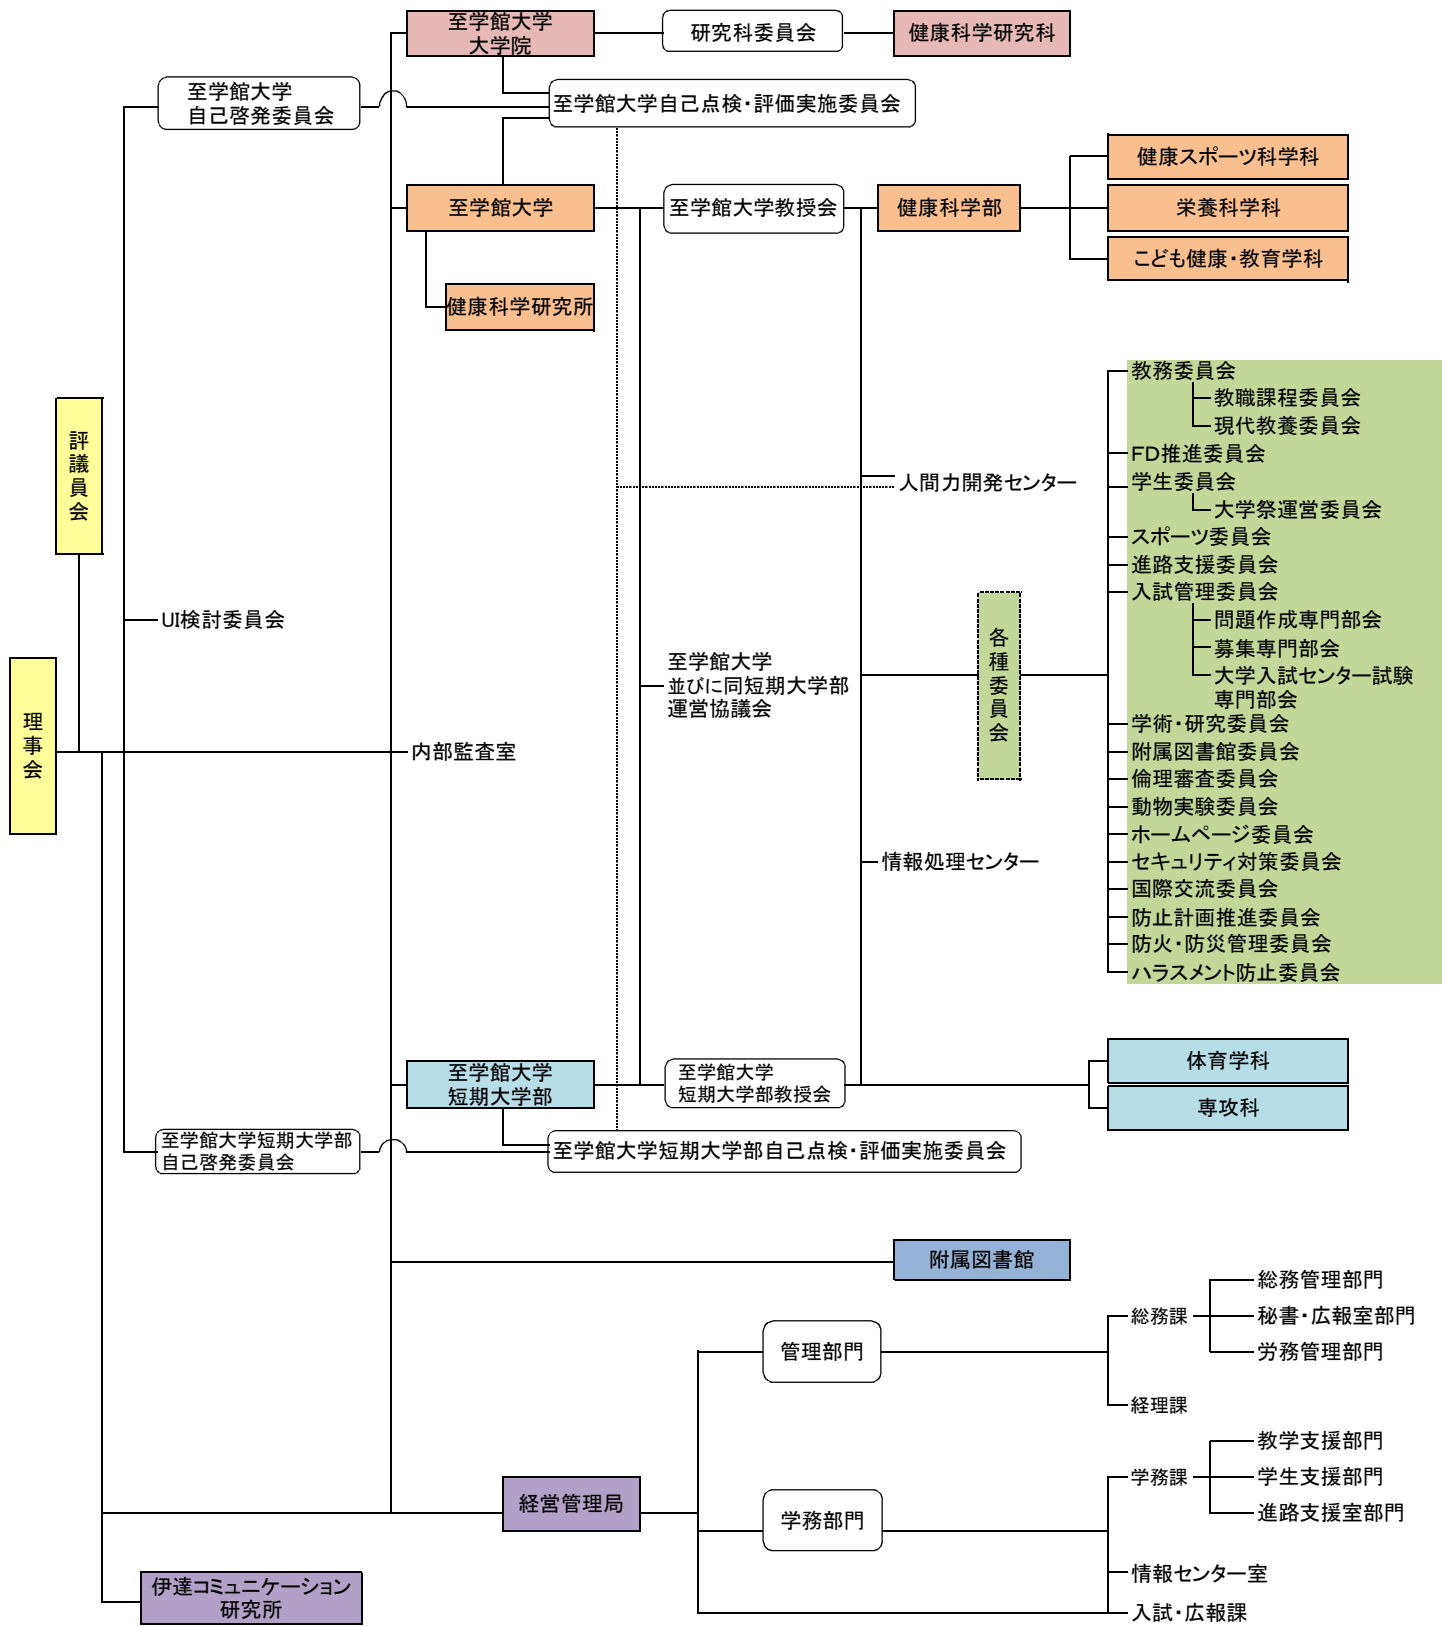 至学館大学
大学院
研究科委員会
健康科学研究科
至学館大学
自己啓発委員会
至学館大学自己点検・評価実施委員会
至学館大学
至学館大学教授会
健康科学部
健康スポーツ科学科
栄養科学科
こども健康・教育学科
健康科学研究所
評議員会
理事会
UI検討委員会
内部監査室
至学館大学
並びに同短期大学部
運営協議会
人間力開発センター
各種委員会
情報処理センター
教務委員会
教職課程委員会
現代教養委員会
FD推進委員会
学生委員会
大学祭運営委員会
スポーツ委員会
進路支援委員会
入試管理委員会
問題作成専門部会
募集専門部会
大学入試センター試験
専門部会
学術・研究委員会
附属図書館委員会
倫理審査委員会
動物実験委員会
ホームページ委員会
セキュリティ対策委員会
国際交流委員会
防止計画推進委員会
防火・防災管理委員会
ハラスメント防止委員会
至学館大学
短期大学部
至学館大学
短期大学部教授会
体育学科
専攻科
至学館大学短期大学部
自己啓発委員会
至学館大学短期大学部自己点検・評価実施委員会
附属図書館
経営管理局
管理部門
総務課
総務管理部門
秘書・広報室部門
労務管理部門
経理課
学務部門
学務課
教学支援部門
学生支援部門
進路支援室部門
情報センター室
入試・広報課
伊達コミュニケーション
研究所